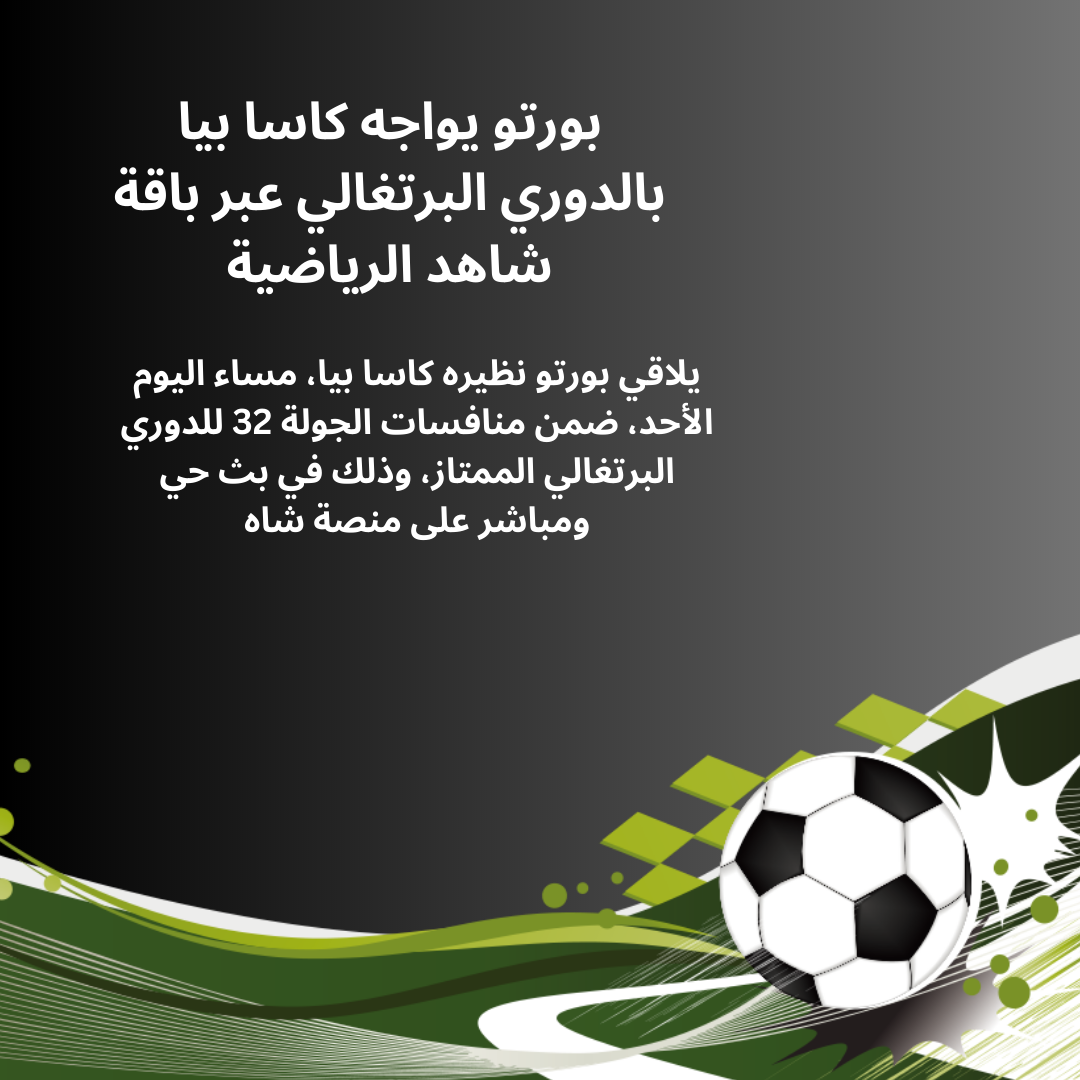 بورتو يواجه كاسا بيا
بالدوري البرتغالي عبر باقة
شاهد الرياضية
يلاقي بورتو نظيره كاسا بيا، مساء اليوم
الأحد، ضمن منافسات الجولة 32 للدوري
البرتغالي الممتاز، وذلك في بث حي
ومباشر على منصة شاه